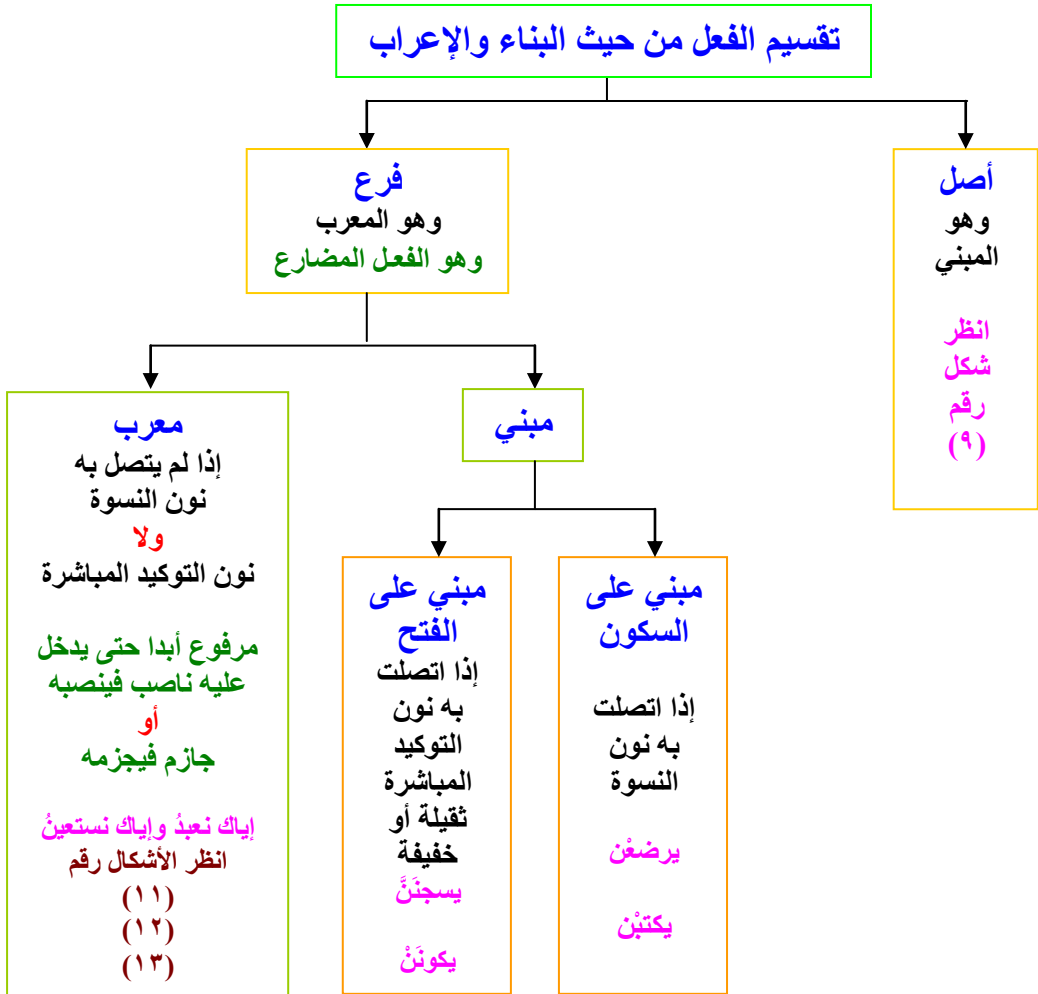 تقسيم الفعل من حيث البناء والإعراب
أصل
وهو
المبني
انظر
شكل
رقم
(٩)
فرع
وهو المعرب
وهو الفعل المضارع
مبني
مبني على
السكون
إذا اتصلت
به نون
النسوة
يرضعْن
يكتبْن
مبني على
الفتح
إذا اتصلت
به نون
التوكيد
المباشرة
ثقيلة أو
خفيفة
يسجنَنَّ
يكونَنْ
معرب
إذا لم يتصل به
نون النسوة
ولا
نون التوكيد المباشرة
مرفوع أبدا حتى يدخل
عليه ناصب فينصبه
أو
جازم فيجزمه
إياك نعبدُ وإياك نستعينُ
انظر الأشكال رقم
(١١)
(١٢)
(١٣)